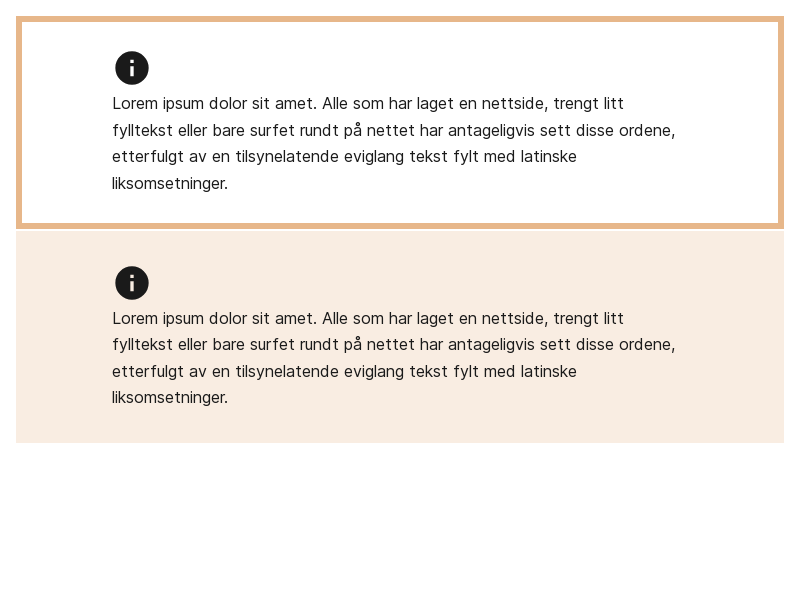 Lorem ipsum dolor sit amet. Alle som har laget en nettside, trengt litt
fylltekst eller bare surfet rundt på nettet har antageligvis sett disse ordene,
etterfulgt av en tilsynelatende eviglang tekst fylt med latinske
liksomsetninger.
Lorem ipsum dolor sit amet. Alle som har laget en nettside, trengt litt
fylltekst eller bare surfet rundt på nettet har antageligvis sett disse ordene,
etterfulgt av en tilsynelatende eviglang tekst fylt med latinske
liksomsetninger.